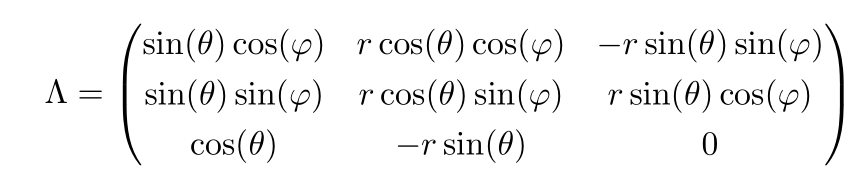 sin(θ) cos(φ) r cos(θ) cos(φ) −r sin(θ) sin(φ)
Λ = sin(θ) sin(φ) r cos(θ) sin(φ) r sin(θ) cos(φ)
cos(θ) −r sin(θ) 0